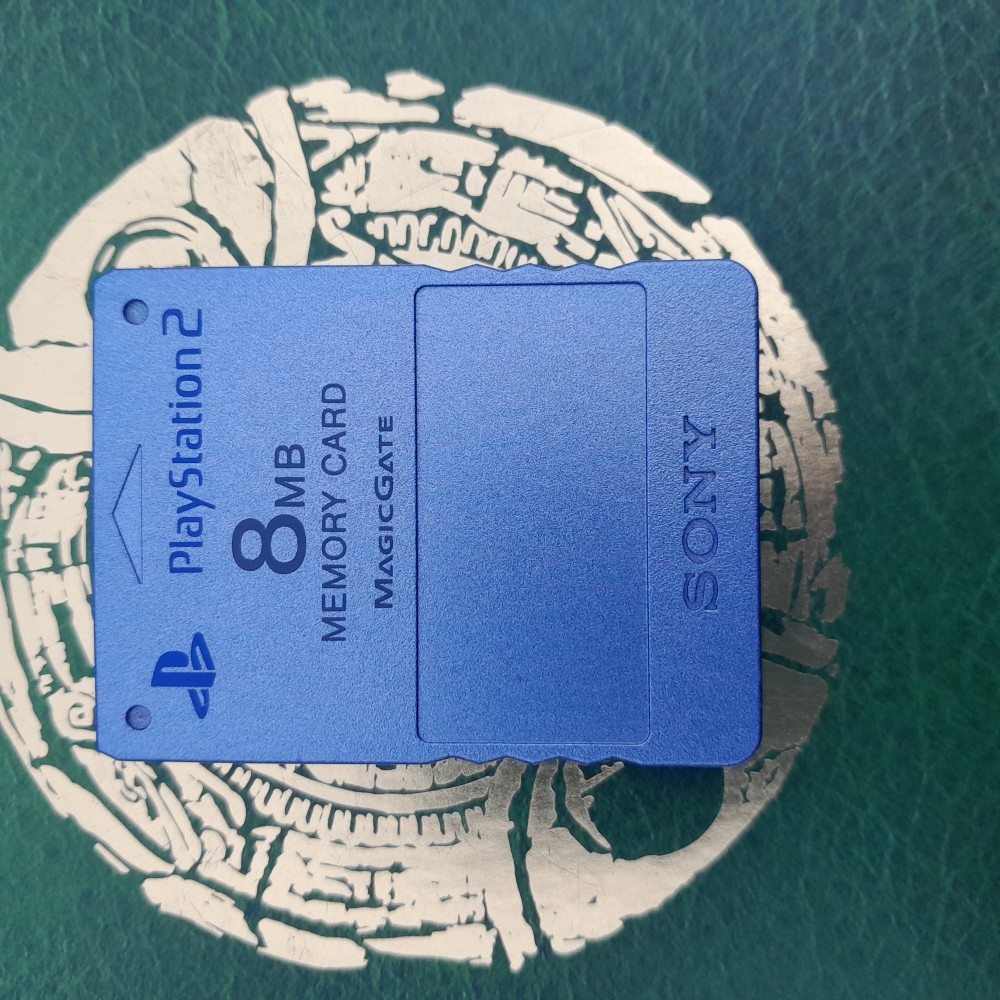 PlayStation 2
8MB
MEMORY CARD
MAGICGATE
SONY